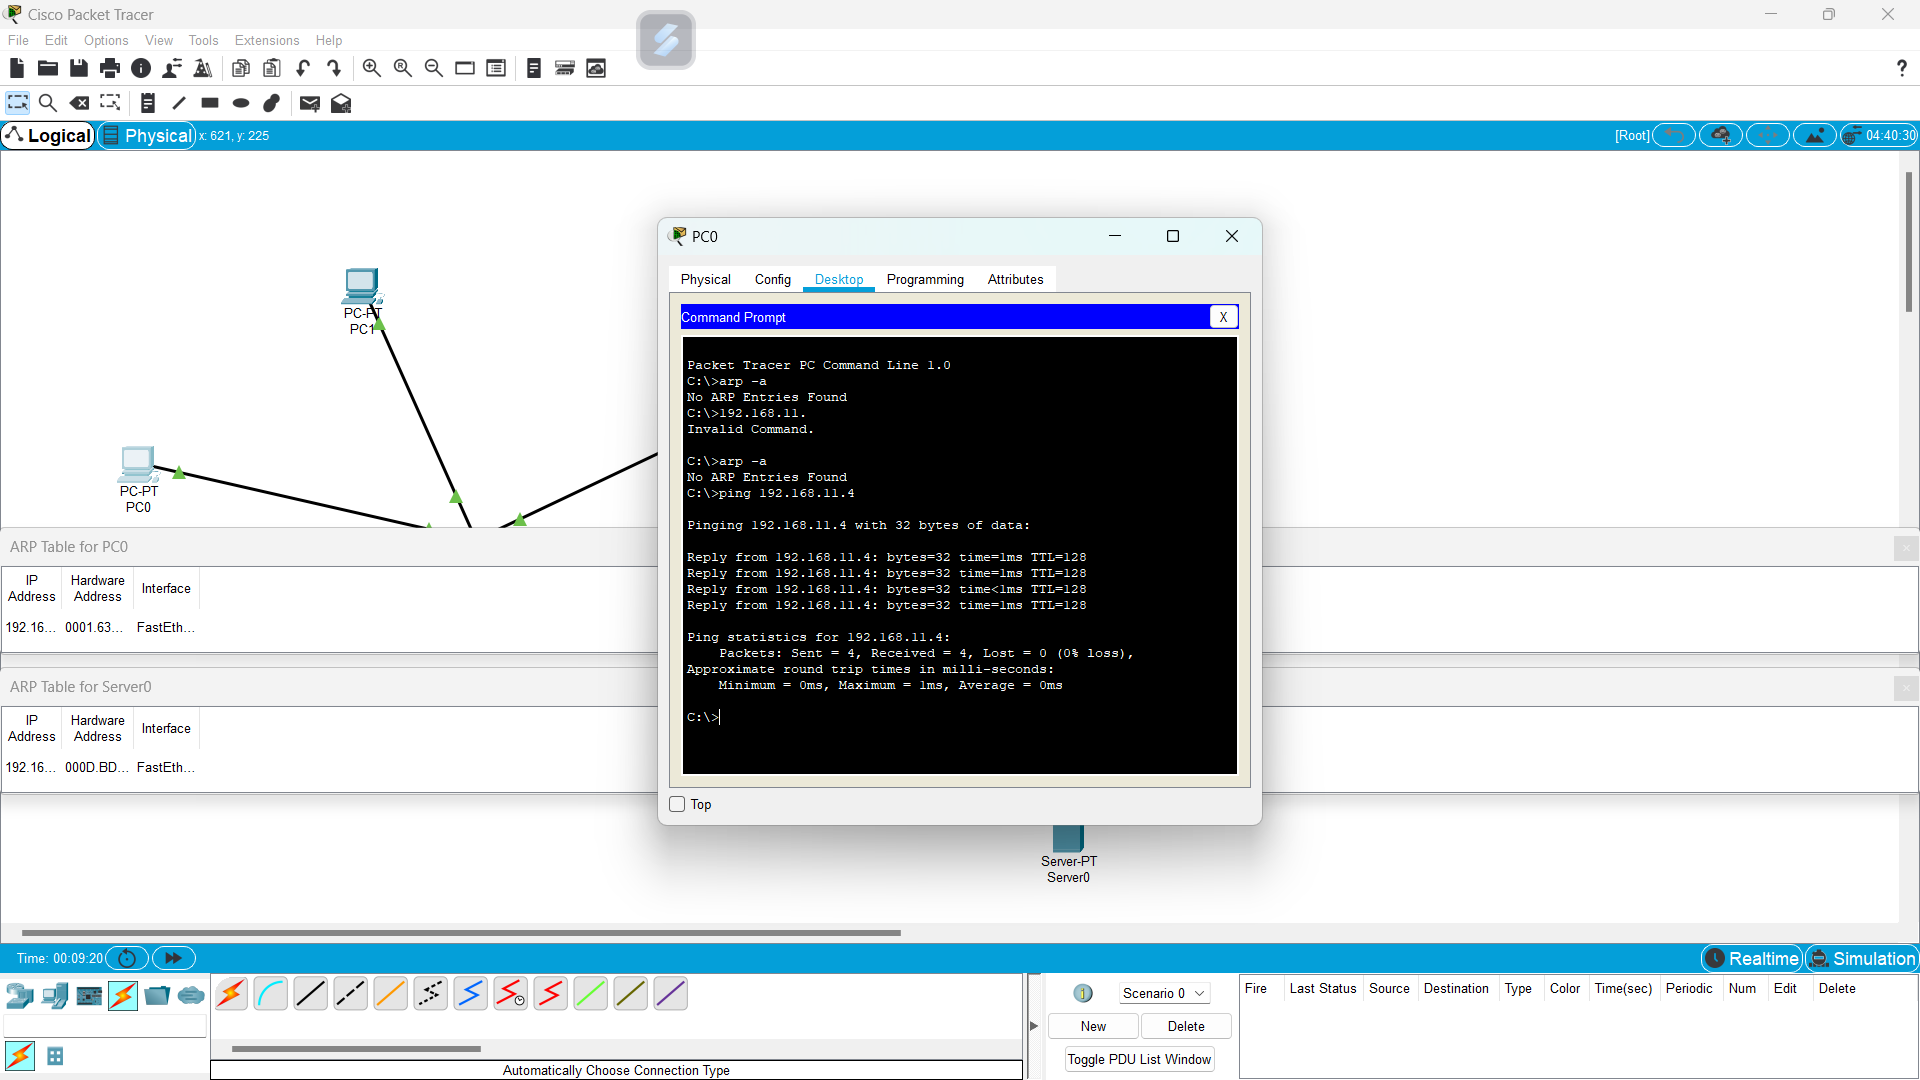 Cisco Packet Tracer
File Edit Options View Tools Extensions Help
?
Logical Physical x: 621, y: 225
[Root] 04:40:30
PC-PT
PC1
PC-PT
PC0
PC0
Physical Config Desktop Programming Attributes
Command Prompt X
Packet Tracer PC Command Line 1.0
C:\>arp -a
No ARP Entries Found
C:\>192.168.11.
Invalid Command.
C:\>arp -a
No ARP Entries Found
C:\>ping 192.168.11.4
Pinging 192.168.11.4 with 32 bytes of data:
Reply from 192.168.11.4: bytes=32 time=1ms TTL=128
Reply from 192.168.11.4: bytes=32 time=1ms TTL=128
Reply from 192.168.11.4: bytes=32 time<1ms TTL=128
Reply from 192.168.11.4: bytes=32 time=1ms TTL=128
Ping statistics for 192.168.11.4:
Packets: Sent = 4, Received = 4, Lost = 0 (0% loss),
Approximate round trip times in milli-seconds:
Minimum = 0ms, Maximum = 1ms, Average = 0ms
C:\>
Top
ARP Table for PC0
IP Address Hardware Address Interface
192.16... 0001.63... FastEth...
ARP Table for Server0
IP Address Hardware Address Interface
192.16... 000D.BD... FastEth...
Server-PT
Server0
Time: 00:09:20
Realtime Simulation
Scenario 0
New Delete
Toggle PDU List Window
Fire Last Status Source Destination Type Color Time(sec) Periodic Num Edit Delete
Automatically Choose Connection Type